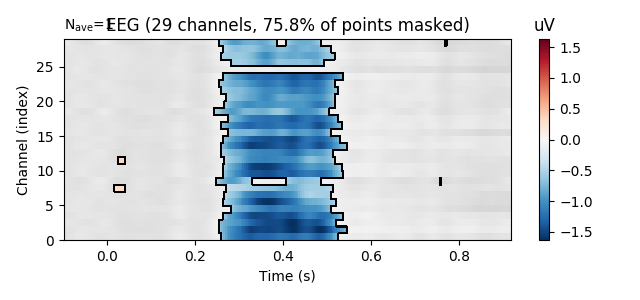 Nave=1 EEG (29 channels, 75.8% of points masked)
uV
Channel (index)
25
20
15
10
5
0
0.0 0.2 0.4 0.6 0.8
Time (s)
1.5
1.0
0.5
0.0
−0.5
−1.0
−1.5